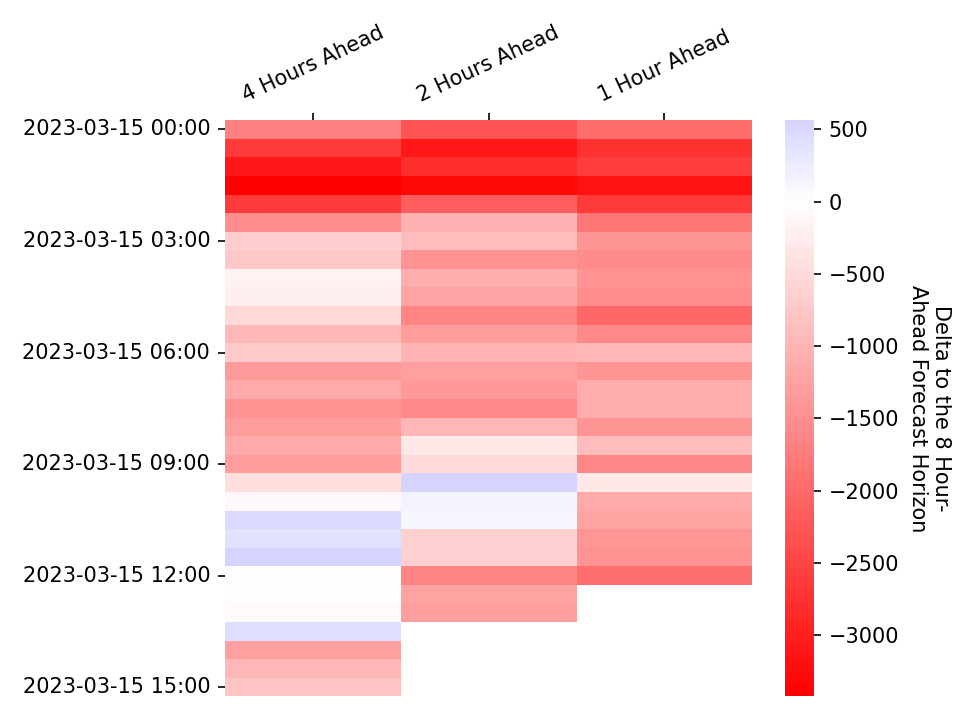 4 Hours Ahead
2 Hours Ahead
1 Hour Ahead
2023-03-15 00:00
2023-03-15 03:00
2023-03-15 06:00
2023-03-15 09:00
2023-03-15 12:00
2023-03-15 15:00
500
0
−500
−1000
−1500
−2000
−2500
−3000
Delta to the 8 Hour-
Ahead Forecast Horizon